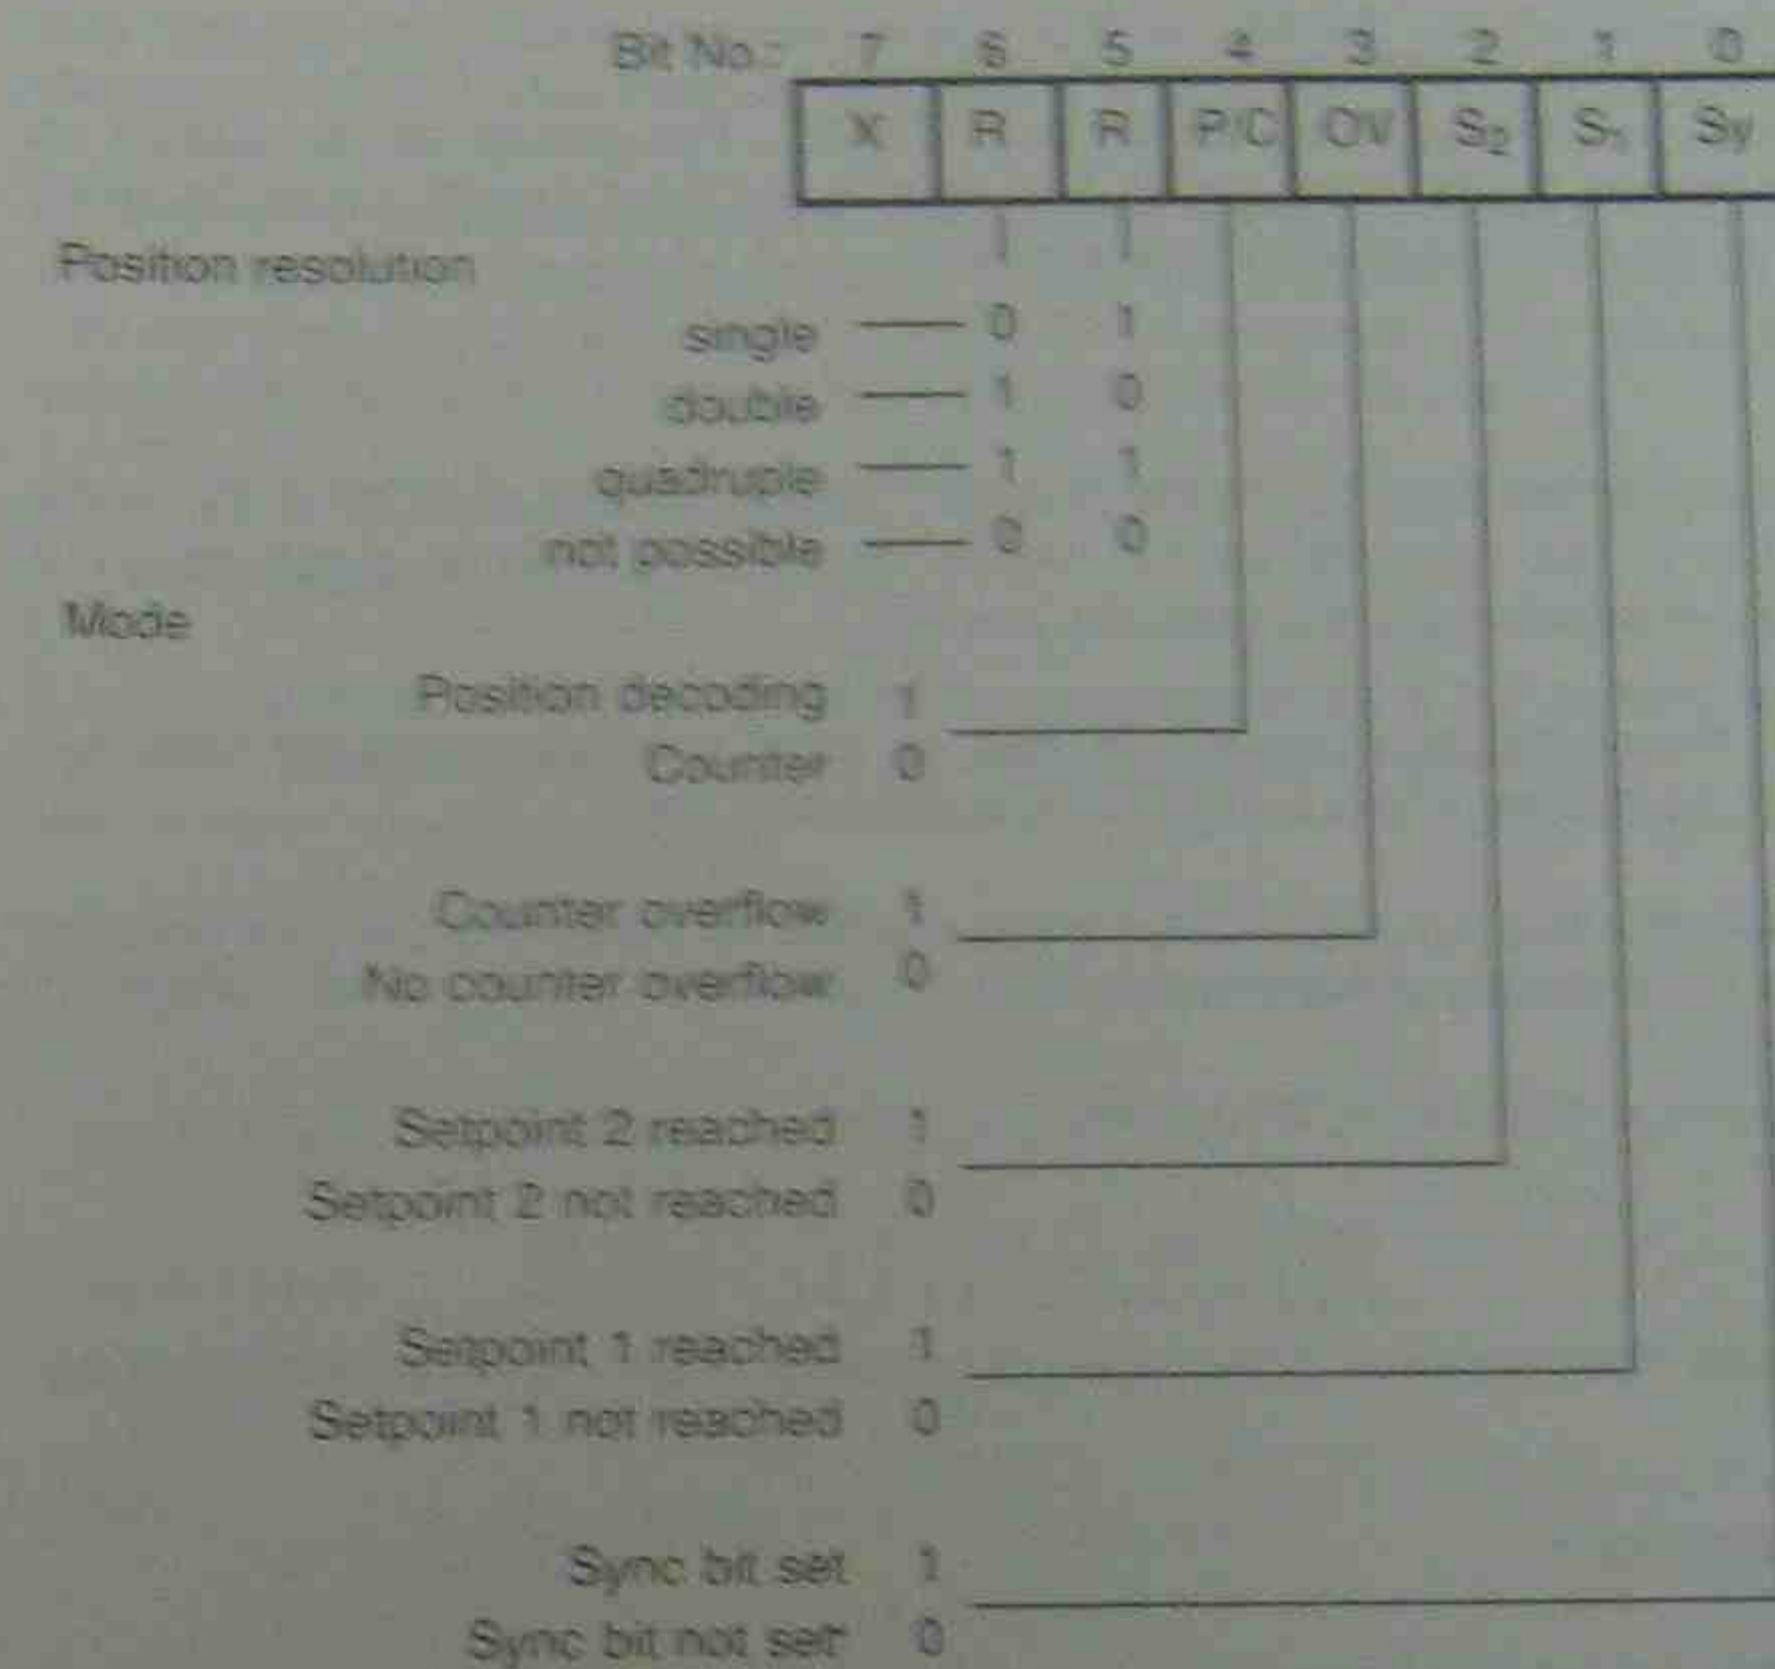 Bit No.: 7 6 5 4 3 2 1 0
X R R P/C OV S₂ S₁ Sy
Position resolution
single 0 1
double 1 0
quadruple 1 1
not possible 0 0
Mode
Position decoding 1
Counter 0
Counter overflow 1
No counter overflow 0
Setpoint 2 reached 1
Setpoint 2 not reached 0
Setpoint 1 reached 1
Setpoint 1 not reached 0
Sync bit set 1
Sync bit not set 0